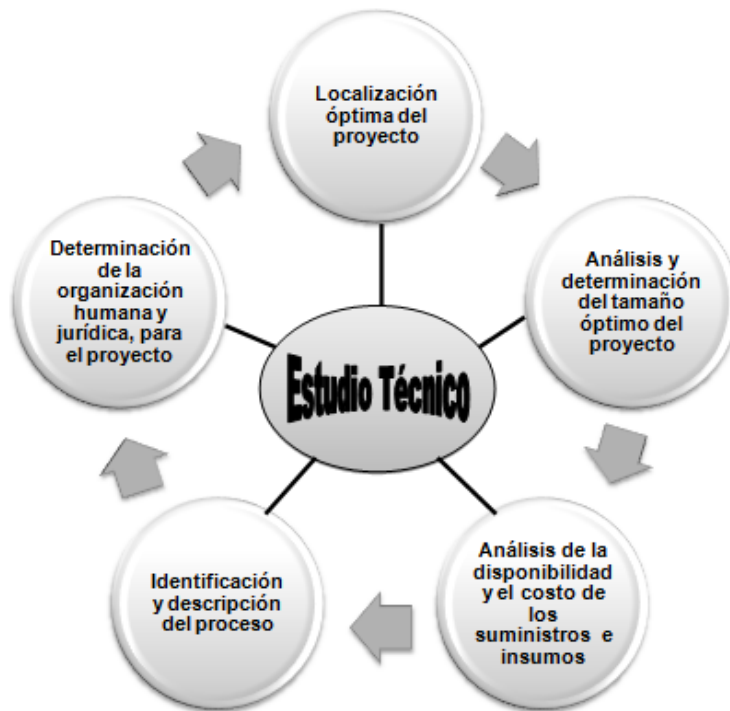 Localización
óptima del
proyecto
Análisis y
determinación
del tamaño
óptimo del
proyecto
Análisis de la
disponibilidad
y el costo de
los
suministros e
insumos
Identificación
y descripción
del proceso
Determinación
de la
organización
humana y
jurídica, para
el proyecto
Estudio Técnico